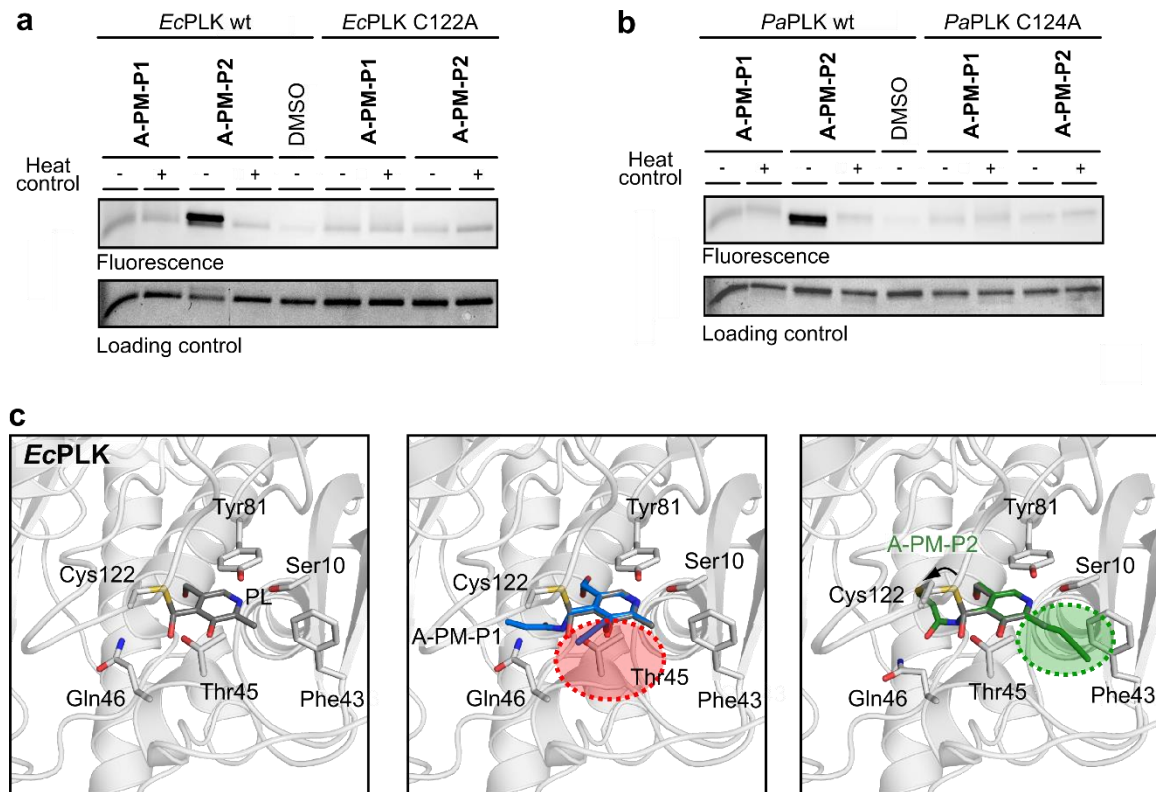 a
EcPLK wt EcPLK C122A
A-PM-P1 A-PM-P2 DMSO A-PM-P1 A-PM-P2
Heat control - + - + - - + - +
Fluorescence
Loading control
b
PaPLK wt PaPLK C124A
A-PM-P1 A-PM-P2 DMSO A-PM-P1 A-PM-P2
Heat control - + - + - - + - +
Fluorescence
Loading control
c
EcPLK
Tyr81
Cys122
Ser10
PL
Gln46
Thr45
Phe43
Tyr81
Cys122
Ser10
A-PM-P1
Thr45
Gln46
Phe43
Tyr81
A-PM-P2
Ser10
Cys122
Gln46
Thr45
Phe43